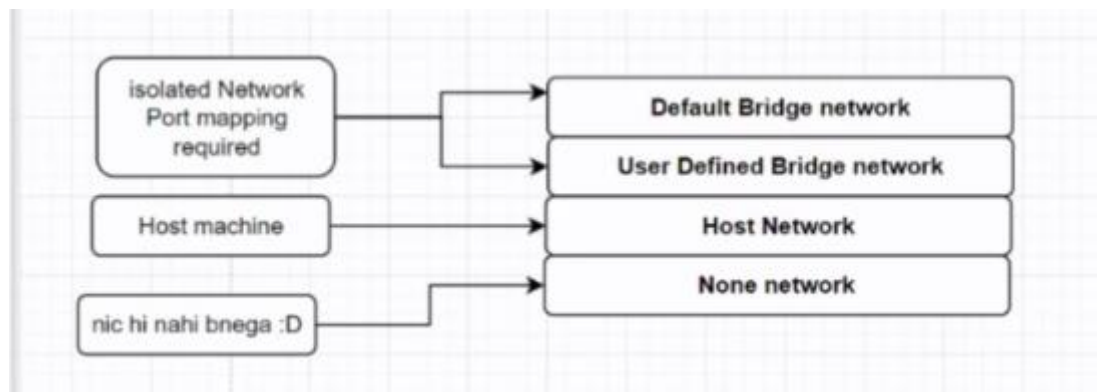 isolated Network
Port mapping
required
Default Bridge network
User Defined Bridge network
Host machine
Host Network
None network
nic hi nahi bnega :D